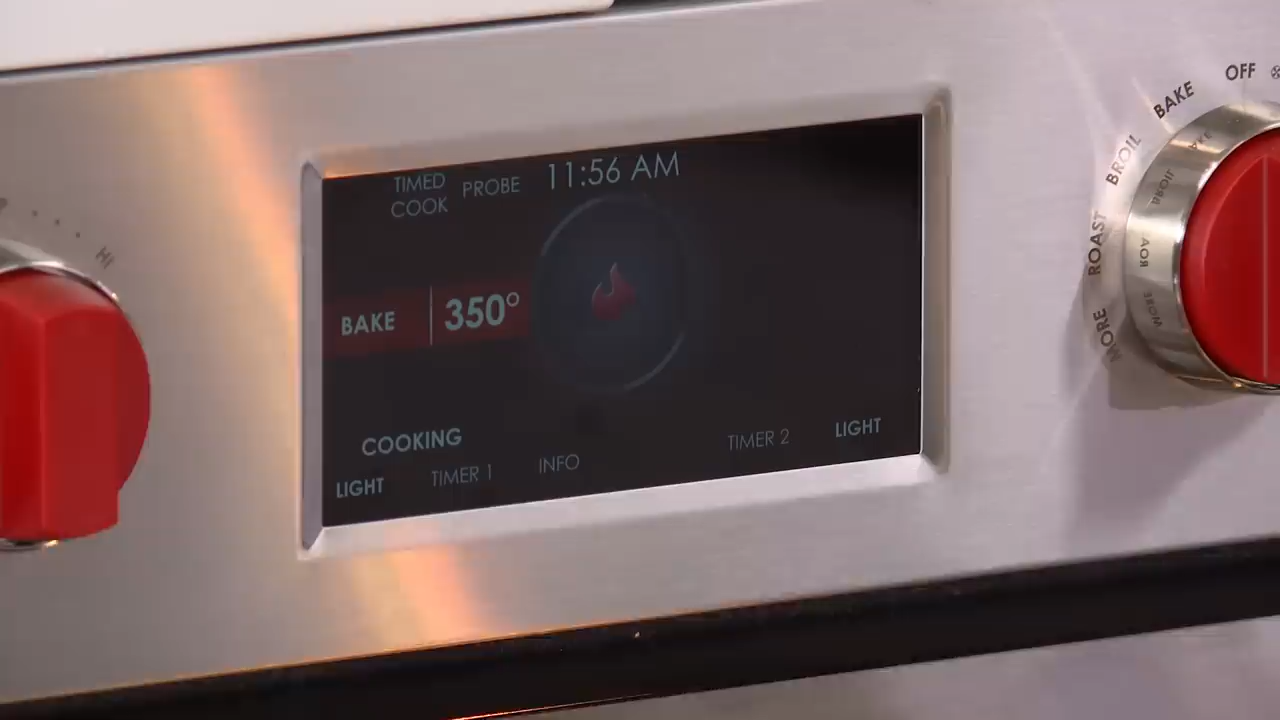 TIMED
COOK
PROBE
11:56 AM
BAKE
350°
COOKING
LIGHT
TIMER 1
INFO
TIMER 2
LIGHT
HI
OFF
BAKE
BROIL
ROAST
MORE